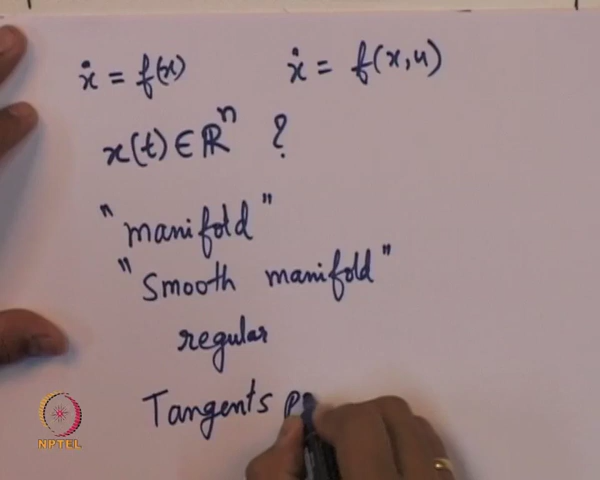 ẋ = f(x) ẋ = f(x,u)
x(t) ∈ ℝⁿ ?
"manifold"
"Smooth manifold"
regular
Tangents
NPTEL